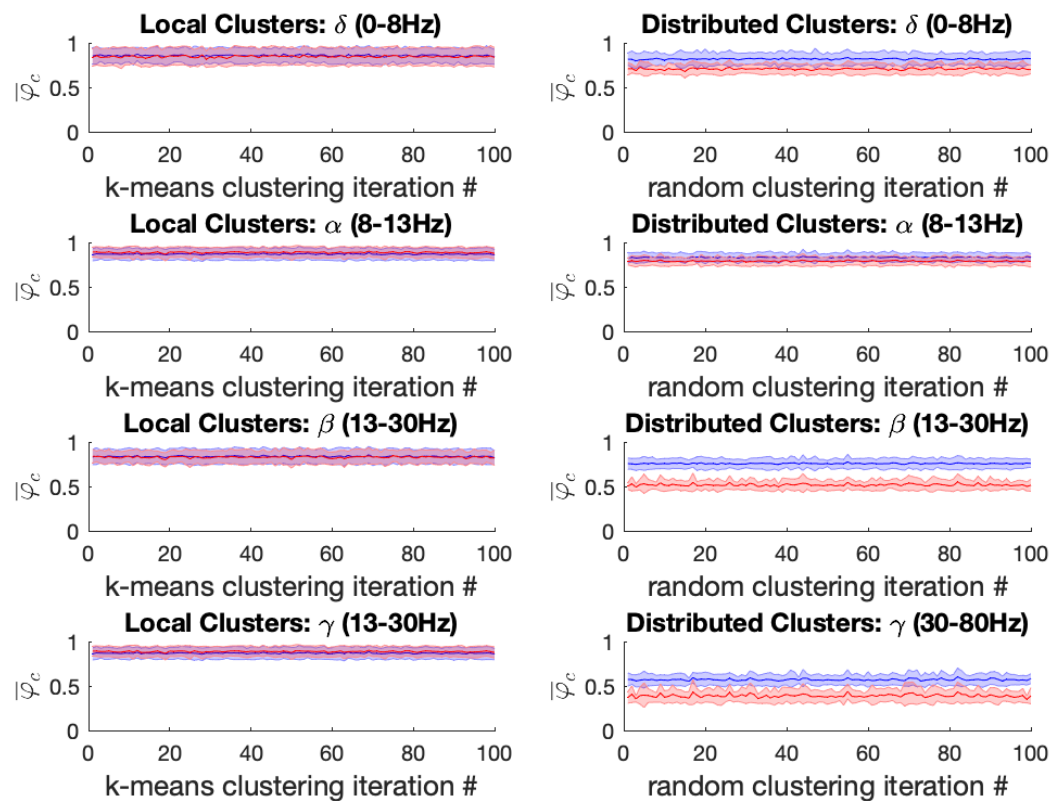 Local Clusters: δ (0-8Hz)
1
0.5
0
φ̅c
0 20 40 60 80 100
k-means clustering iteration #
Distributed Clusters: δ (0-8Hz)
1
0.5
0
φ̅c
0 20 40 60 80 100
random clustering iteration #
Local Clusters: α (8-13Hz)
1
0.5
0
φ̅c
0 20 40 60 80 100
k-means clustering iteration #
Distributed Clusters: α (8-13Hz)
1
0.5
0
φ̅c
0 20 40 60 80 100
random clustering iteration #
Local Clusters: β (13-30Hz)
1
0.5
0
φ̅c
0 20 40 60 80 100
k-means clustering iteration #
Distributed Clusters: β (13-30Hz)
1
0.5
0
φ̅c
0 20 40 60 80 100
random clustering iteration #
Local Clusters: γ (13-30Hz)
1
0.5
0
φ̅c
0 20 40 60 80 100
k-means clustering iteration #
Distributed Clusters: γ (30-80Hz)
1
0.5
0
φ̅c
0 20 40 60 80 100
random clustering iteration #